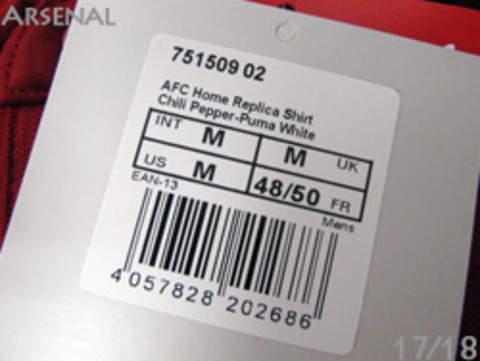 ARSENAL
751509 02
AFC Home Replica Shirt
Chili Pepper-Puma White
INT M M UK
US M 48/50 FR
EAN-13 Mens
4 057828 202686
17/18